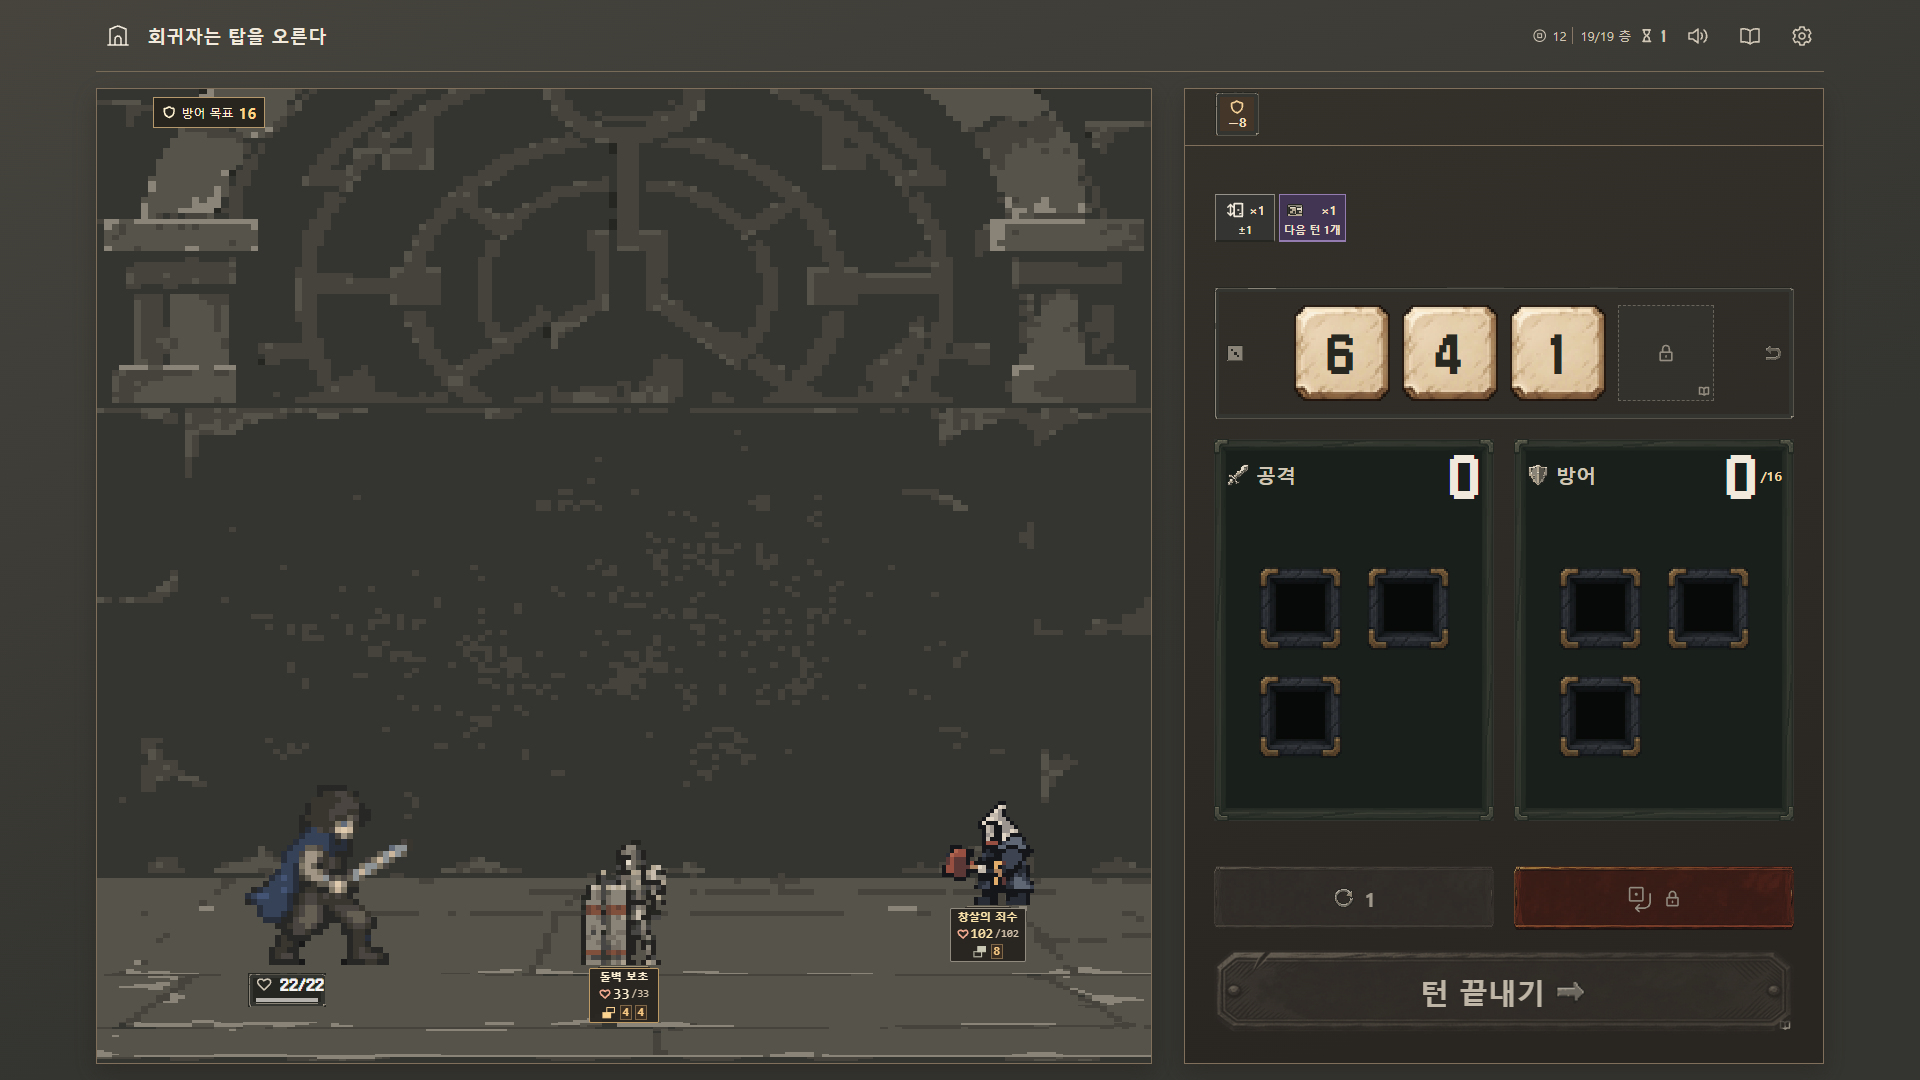 회귀자는 탑을 오른다
12 19/19 층 1
방어 목표 16
-8
×1
±1
×1
다음 턴 1개
6 4 1
공격 0
방어 0 /16
창살의 죄수
102/102
8
돌벽 보초
33/33
4 4
22/22
1
턴 끝내기